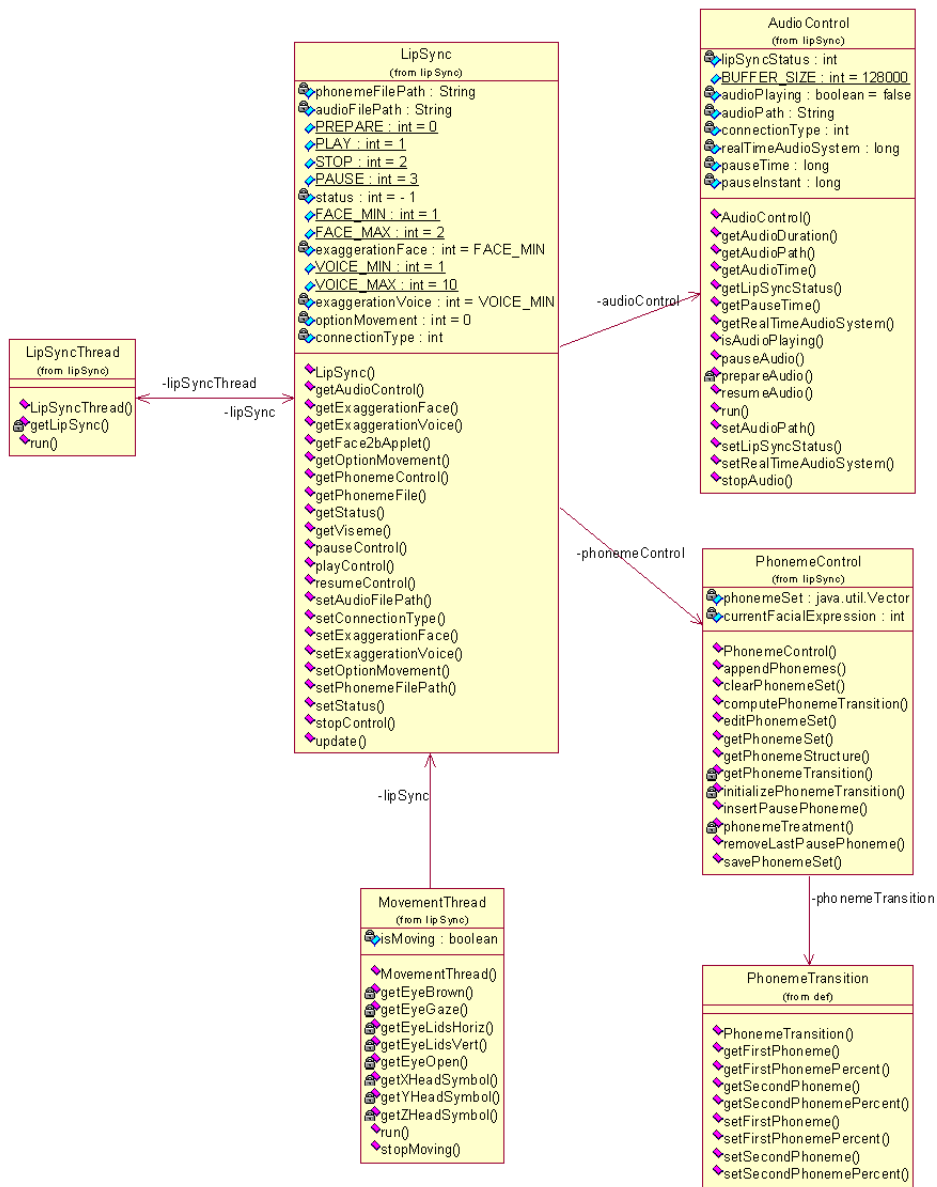 LipSync
(from lipSync)
phonemeFilePath : String
audioFilePath : String
PREPARE : int = 0
PLAY : int = 1
STOP : int = 2
PAUSE : int = 3
status : int = - 1
FACE_MIN : int = 1
FACE_MAX : int = 2
exaggerationFace : int = FACE_MIN
VOICE_MIN : int = 1
VOICE_MAX : int = 10
exaggerationVoice : int = VOICE_MIN
optionMovement : int = 0
connectionType : int
LipSync()
getAudioControl()
getExaggerationFace()
getExaggerationVoice()
getFace2bApplet()
getOptionMovement()
getPhonemeControl()
getPhonemeFile()
getStatus()
getViseme()
pauseControl()
playControl()
resumeControl()
setAudioFilePath()
setConnectionType()
setExaggerationFace()
setExaggerationVoice()
setOptionMovement()
setPhonemeFilePath()
setStatus()
stopControl()
update()
AudioControl
(from lipSync)
lipSyncStatus : int
BUFFER_SIZE : int = 128000
audioPlaying : boolean = false
audioPath : String
connectionType : int
realTimeAudioSystem : long
pauseTime : long
pauseInstant : long
AudioControl()
getAudioDuration()
getAudioPath()
getAudioTime()
getLipSyncStatus()
getPauseTime()
getRealTimeAudioSystem()
isAudioPlaying()
pauseAudio()
prepareAudio()
resumeAudio()
run()
setAudioPath()
setLipSyncStatus()
setRealTimeAudioSystem()
stopAudio()
-audioControl
LipSyncThread
(from lipSync)
LipSyncThread()
getLipSync()
run()
-lipSyncThread
-lipSync
-phonemeControl
PhonemeControl
(from lipSync)
phonemeSet : java.util.Vector
currentFacialExpression : int
PhonemeControl()
appendPhonemes()
clearPhonemeSet()
computePhonemeTransition()
editPhonemeSet()
getPhonemeSet()
getPhonemeStructure()
getPhonemeTransition()
initializePhonemeTransition()
insertPausePhoneme()
phonemeTreatment()
removeLastPausePhoneme()
savePhonemeSet()
-lipSync
MovementThread
(from lipSync)
isMoving : boolean
MovementThread()
getEyeBrown()
getEyeGaze()
getEyeLidsHoriz()
getEyeLidsVert()
getEyeOpen()
getXHeadSymbol()
getYHeadSymbol()
getZHeadSymbol()
run()
stopMoving()
-phonemeTransition
PhonemeTransition
(from def)
PhonemeTransition()
getFirstPhoneme()
getFirstPhonemePercent()
getSecondPhoneme()
getSecondPhonemePercent()
setFirstPhoneme()
setFirstPhonemePercent()
setSecondPhoneme()
setSecondPhonemePercent()